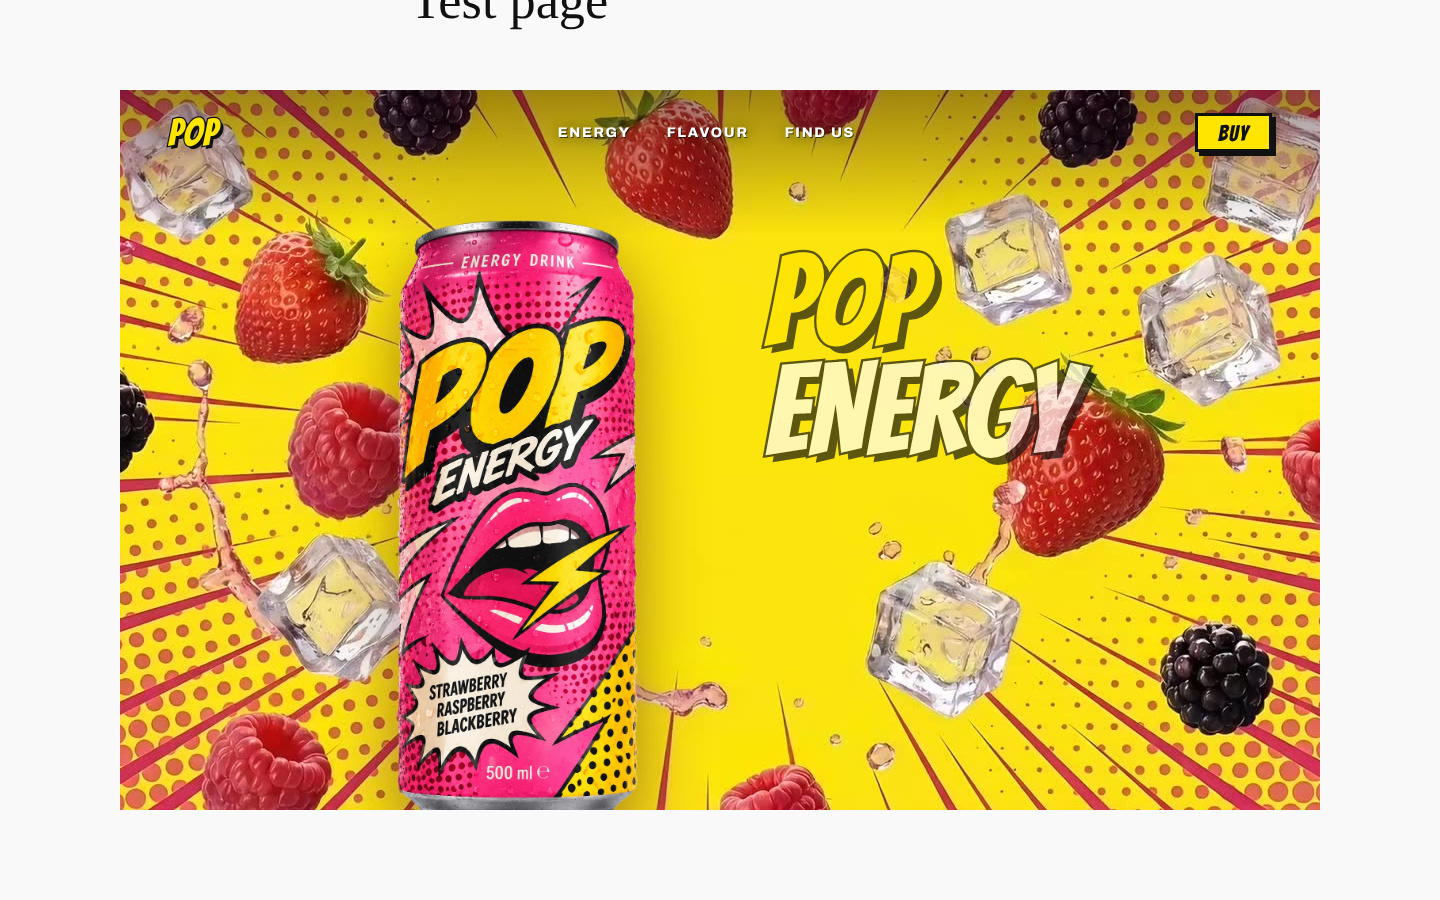 Test page
POP
ENERGY
FLAVOUR
FIND US
BUY
ENERGY DRINK
POP
ENERGY
STRAWBERRY
RASPBERRY
BLACKBERRY
500 ml ℮
POP
ENERGY